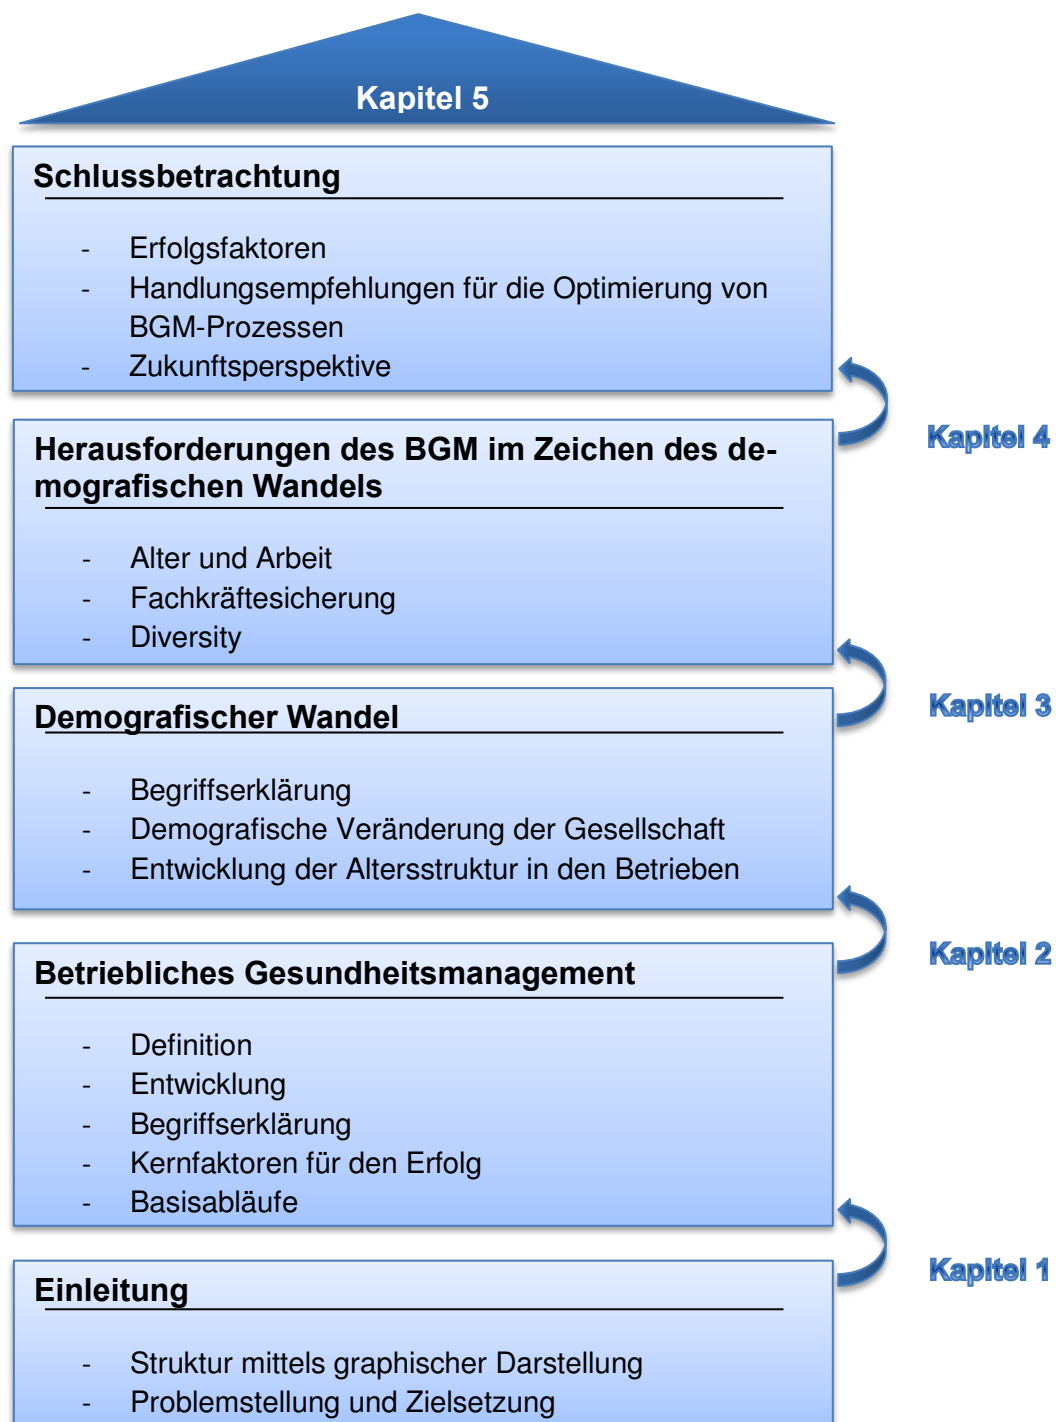 Kapitel 5
Schlussbetrachtung
- Erfolgsfaktoren
- Handlungsempfehlungen für die Optimierung von
BGM-Prozessen
- Zukunftsperspektive
Kapitel 4
Herausforderungen des BGM im Zeichen des de-
mografischen Wandels
- Alter und Arbeit
- Fachkräftesicherung
- Diversity
Kapitel 3
Demografischer Wandel
- Begriffserklärung
- Demografische Veränderung der Gesellschaft
- Entwicklung der Altersstruktur in den Betrieben
Kapitel 2
Betriebliches Gesundheitsmanagement
- Definition
- Entwicklung
- Begriffserklärung
- Kernfaktoren für den Erfolg
- Basisabläufe
Kapitel 1
Einleitung
- Struktur mittels graphischer Darstellung
- Problemstellung und Zielsetzung